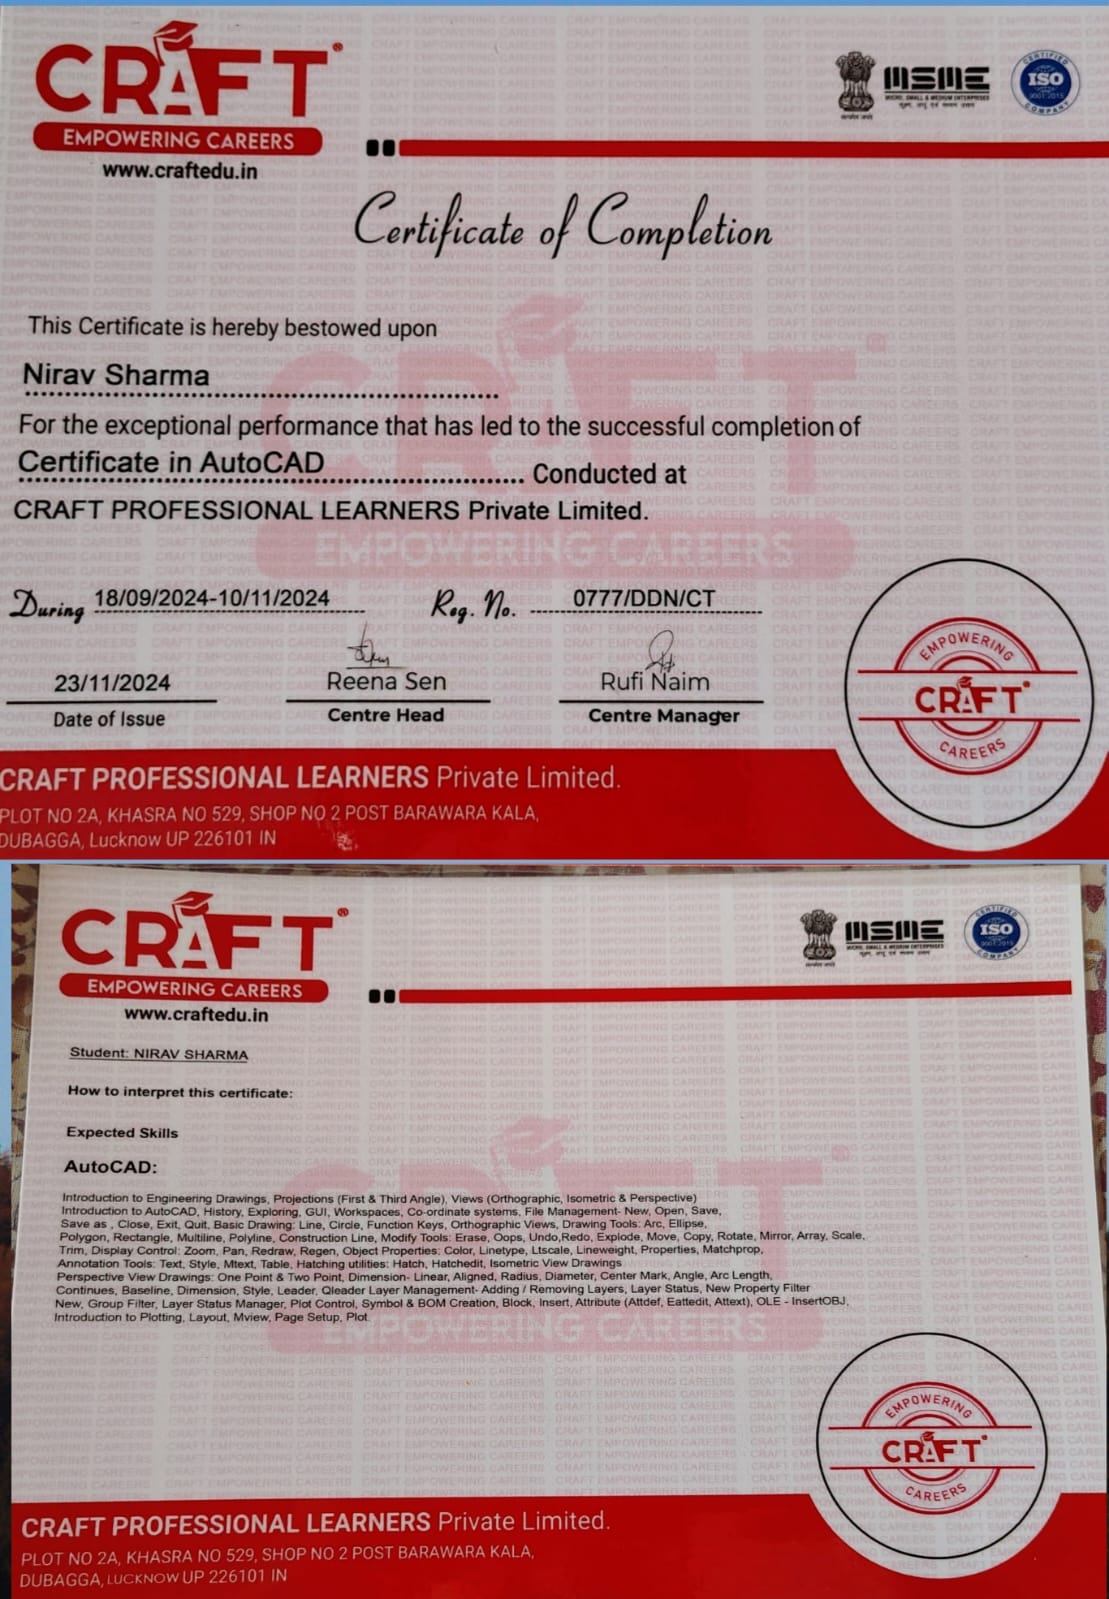 CRAFT®
EMPOWERING CAREERS
www.craftedu.in
MSME
MICRO, SMALL & MEDIUM ENTERPRISES
सूक्ष्म, लघु एवं मध्यम उद्यम
CERTIFIED
ISO
9001:2015
COMPANY
Certificate of Completion
This Certificate is hereby bestowed upon
Nirav Sharma
For the exceptional performance that has led to the successful completion of
Certificate in AutoCAD Conducted at
CRAFT PROFESSIONAL LEARNERS Private Limited.
During 18/09/2024-10/11/2024 Reg. No. 0777/DDN/CT
23/11/2024 Reena Sen Rufi Naim
Date of Issue Centre Head Centre Manager
EMPOWERING
CRAFT®
CAREERS
CRAFT PROFESSIONAL LEARNERS Private Limited.
PLOT NO 2A, KHASRA NO 529, SHOP NO 2 POST BARAWARA KALA,
DUBAGGA, Lucknow UP 226101 IN
CRAFT®
EMPOWERING CAREERS
www.craftedu.in
MSME
MICRO, SMALL & MEDIUM ENTERPRISES
सूक्ष्म, लघु एवं मध्यम उद्यम
CERTIFIED
ISO
9001:2015
COMPANY
Student: NIRAV SHARMA
How to interpret this certificate:
Expected Skills
AutoCAD:
Introduction to Engineering Drawings, Projections (First & Third Angle), Views (Orthographic, Isometric & Perspective)
Introduction to AutoCAD, History, Exploring, GUI, Workspaces, Co-ordinate systems, File Management- New, Open, Save,
Save as , Close, Exit, Quit, Basic Drawing: Line, Circle, Function Keys, Orthographic Views, Drawing Tools: Arc, Ellipse,
Polygon, Rectangle, Multiline, Polyline, Construction Line, Modify Tools: Erase, Oops, Undo,Redo, Explode, Move, Copy, Rotate, Mirror, Array, Scale,
Trim, Display Control: Zoom, Pan, Redraw, Regen, Object Properties: Color, Linetype, Ltscale, Lineweight, Properties, Matchprop,
Annotation Tools: Text, Style, Mtext, Table, Hatching utilities: Hatch, Hatchedit, Isometric View Drawings
Perspective View Drawings: One Point & Two Point, Dimension- Linear, Aligned, Radius, Diameter, Center Mark, Angle, Arc Length,
Continues, Baseline, Dimension, Style, Leader, Qleader Layer Management- Adding / Removing Layers, Layer Status, New Property Filter
New, Group Filter, Layer Status Manager, Plot Control, Symbol & BOM Creation, Block, Insert, Attribute (Attdef, Eattedit, Attext), OLE - InsertOBJ,
Introduction to Plotting, Layout, Mview, Page Setup, Plot.
EMPOWERING
CRAFT®
CAREERS
CRAFT PROFESSIONAL LEARNERS Private Limited.
PLOT NO 2A, KHASRA NO 529, SHOP NO 2 POST BARAWARA KALA,
DUBAGGA, LUCKNOW UP 226101 IN